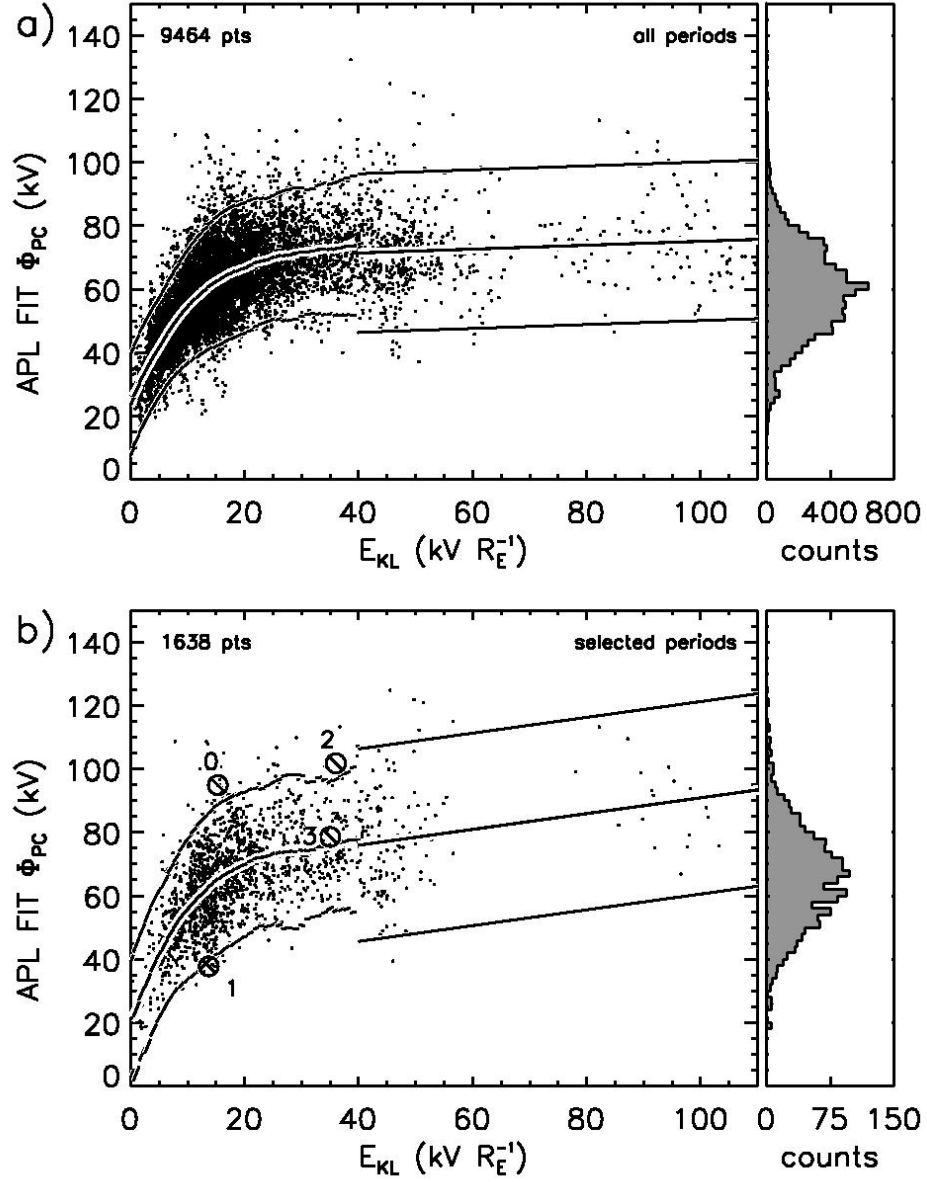 a)
9464 pts
all periods
140
120
100
80
60
40
20
0
APL FIT Φ_PC (kV)
0 20 40 60 80 100
E_KL (kV R_E^-1)
0 400 800
counts
b)
1638 pts
selected periods
140
120
100
80
60
40
20
0
APL FIT Φ_PC (kV)
0
2
3
1
0 20 40 60 80 100
E_KL (kV R_E^-1)
0 75 150
counts